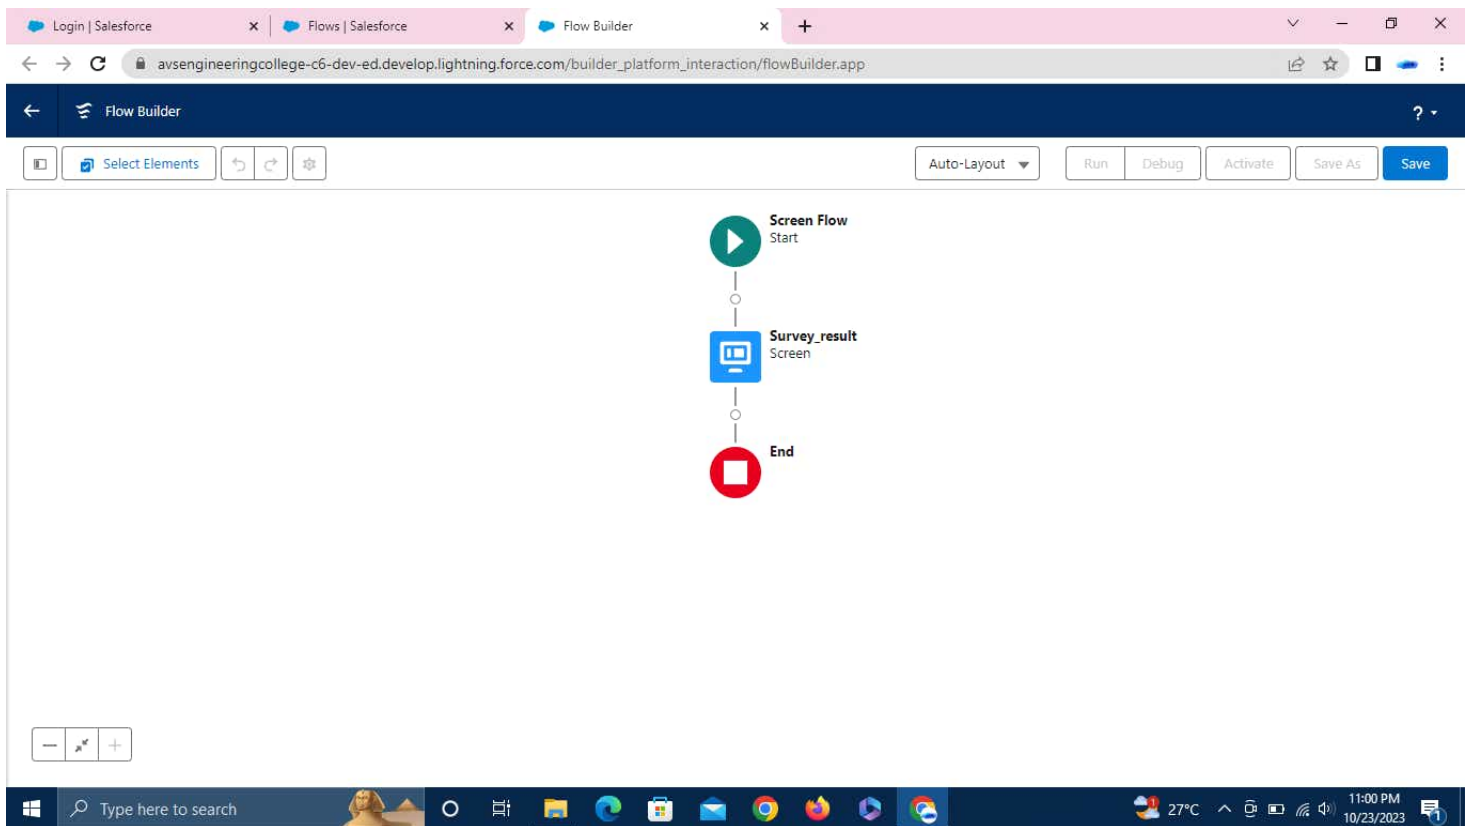 Login | Salesforce
Flows | Salesforce
Flow Builder
avsengineeringcollege-c6-dev-ed.develop.lightning.force.com/builder_platform_interaction/flowBuilder.app
Flow Builder
?
Select Elements
Auto-Layout
Run
Debug
Activate
Save As
Save
Screen Flow
Start
Survey_result
Screen
End
Type here to search
1
27°C
11:00 PM
10/23/2023
1